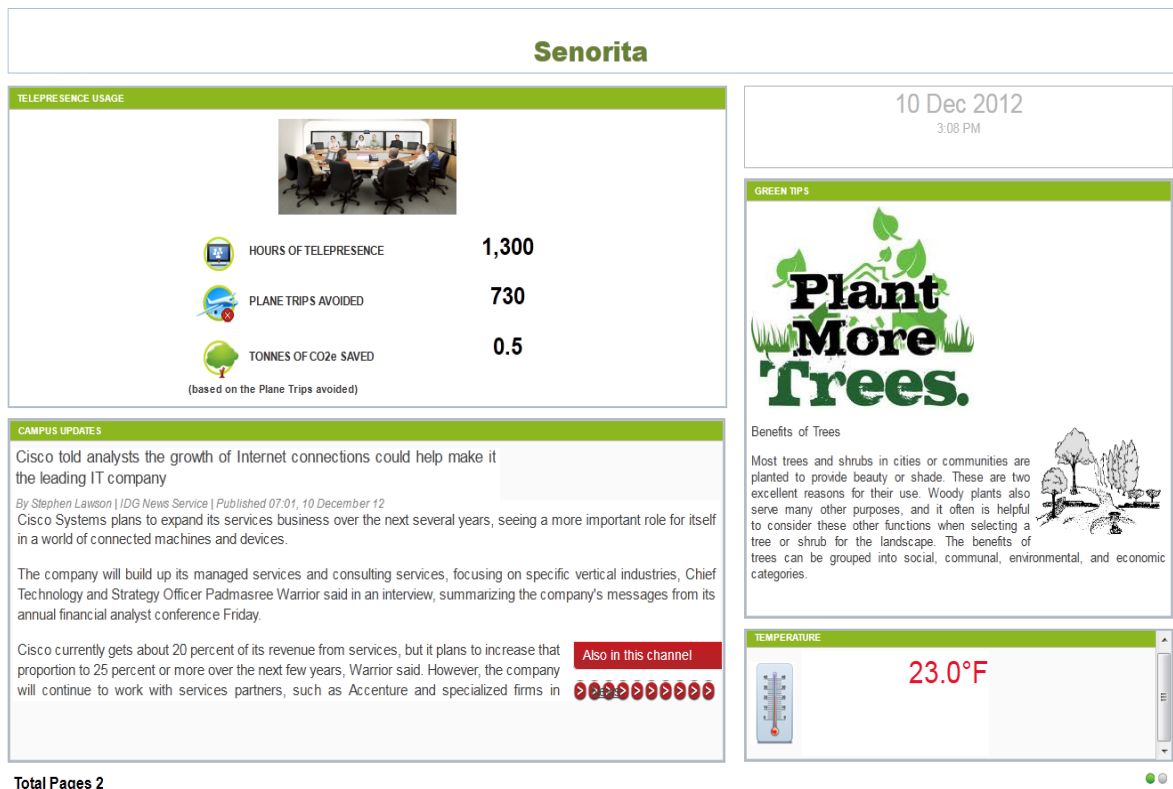 Senorita
TELEPRESENCE USAGE
HOURS OF TELEPRESENCE 1,300
PLANE TRIPS AVOIDED 730
TONNES OF CO2e SAVED 0.5
(based on the Plane Trips avoided)
CAMPUS UPDATES
Cisco told analysts the growth of Internet connections could help make it
the leading IT company
By Stephen Lawson | IDG News Service | Published 07:01, 10 December 12
Cisco Systems plans to expand its services business over the next several years, seeing a more important role for itself
in a world of connected machines and devices.
The company will build up its managed services and consulting services, focusing on specific vertical industries, Chief
Technology and Strategy Officer Padmasree Warrior said in an interview, summarizing the company's messages from its
annual financial analyst conference Friday.
Cisco currently gets about 20 percent of its revenue from services, but it plans to increase that
proportion to 25 percent or more over the next few years, Warrior said. However, the company
will continue to work with services partners, such as Accenture and specialized firms in
Also in this channel
10 Dec 2012
3:08 PM
GREEN TIPS
Plant
More
Trees.
Benefits of Trees
Most trees and shrubs in cities or communities are
planted to provide beauty or shade. These are two
excellent reasons for their use. Woody plants also
serve many other purposes, and it often is helpful
to consider these other functions when selecting a
tree or shrub for the landscape. The benefits of
trees can be grouped into social, communal, environmental, and economic
categories.
TEMPERATURE
23.0°F
Total Pages 2